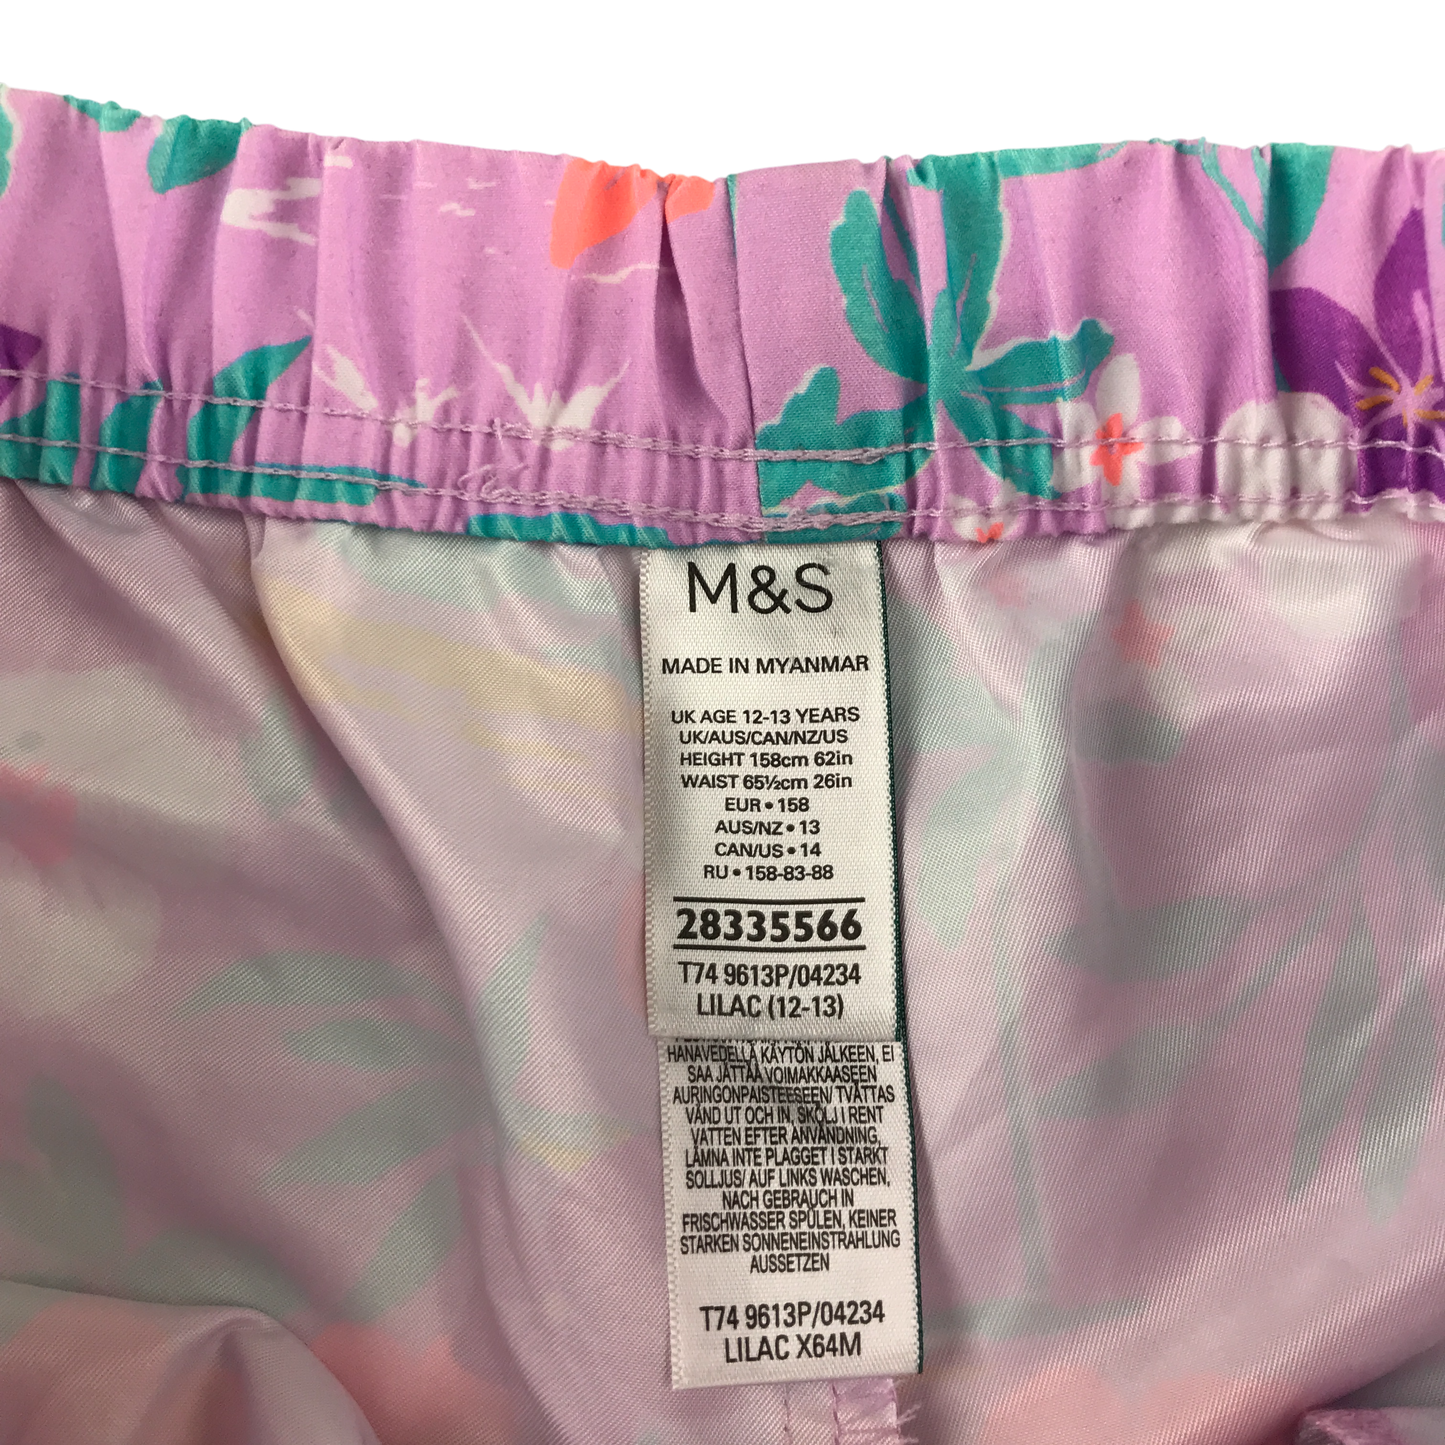 M&S
MADE IN MYANMAR
UK AGE 12-13 YEARS
UK/AUS/CAN/NZ/US
HEIGHT 158cm 62in
WAIST 65½cm 26in
EUR • 158
AUS/NZ • 13
CAN/US • 14
RU • 158-83-88
28335566
T74 9613P/04234
LILAC (12-13)
HANAVEDELLÄ KÄYTÖN JÄLKEEN, EI
SAA JÄTTÄÄ VOIMAKKAASEEN
AURINGONPAISTEESEEN/ TVÄTTAS
VÄND UT OCH IN, SKÖLJ I RENT
VATTEN EFTER ANVÄNDNING,
LÄMNA INTE PLAGGET I STARKT
SOLLJUS/ AUF LINKS WASCHEN,
NACH GEBRAUCH IN
FRISCHWASSER SPÜLEN, KEINER
STARKEN SONNENEINSTRAHLUNG
AUSSETZEN
T74 9613P/04234
LILAC X64M